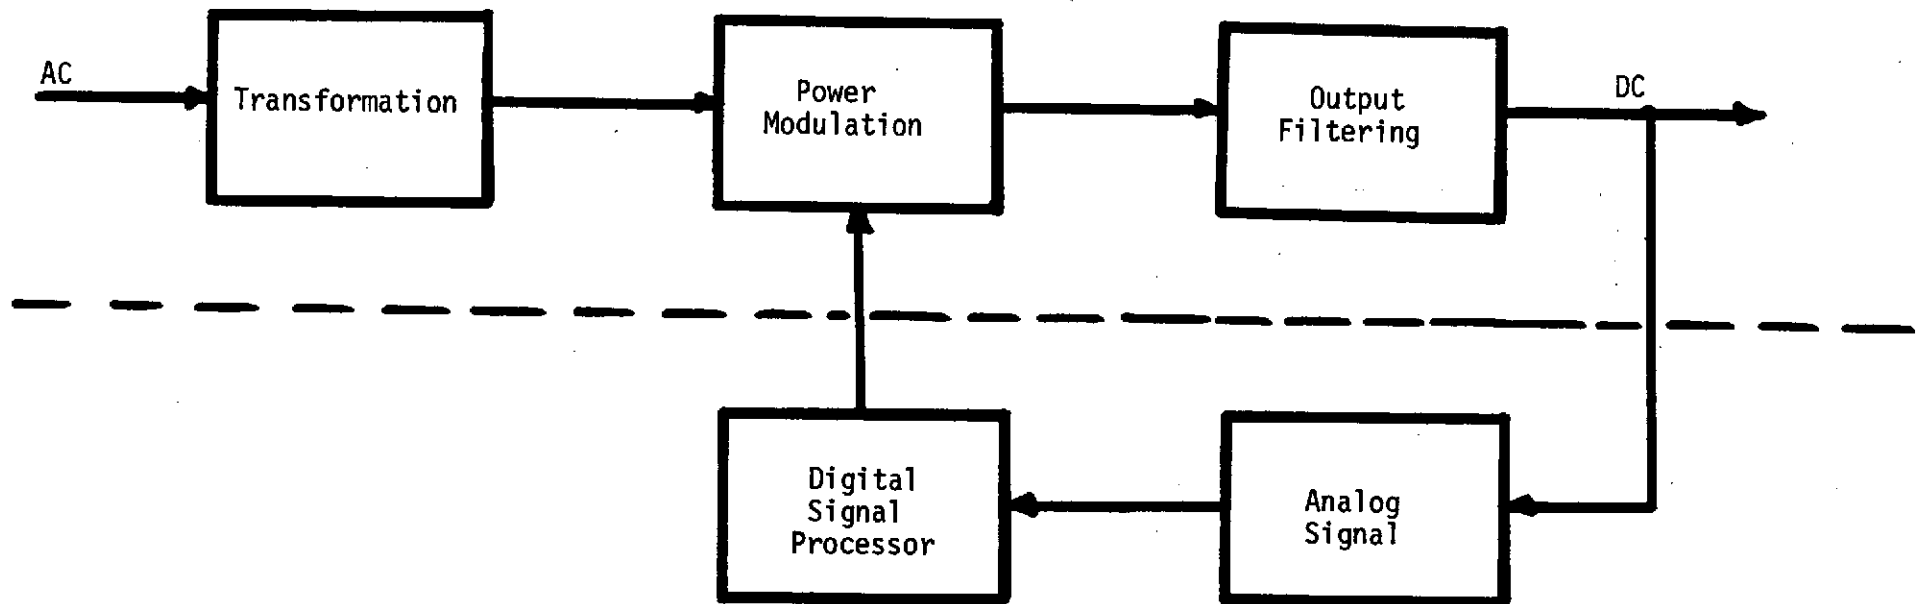 AC
Transformation
Power
Modulation
Output
Filtering
DC
Digital
Signal
Processor
Analog
Signal